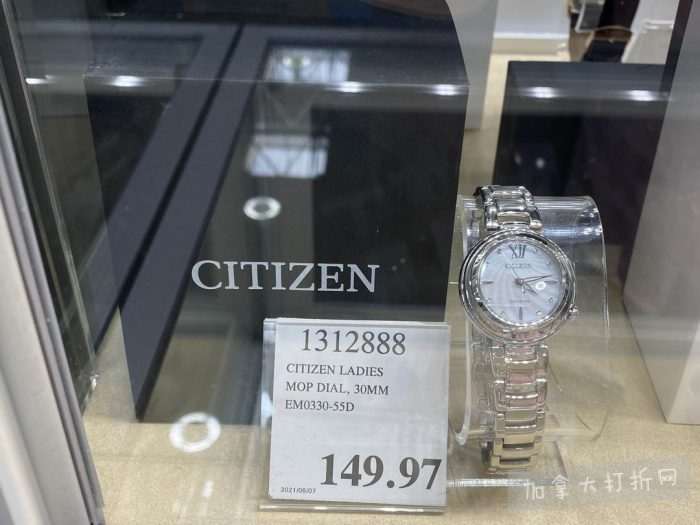 CITIZEN
1312888
CITIZEN LADIES
MOP DIAL, 30MM
EM0330-55D
149.97
2021/06/07
XII
CITIZEN
加拿大打折网